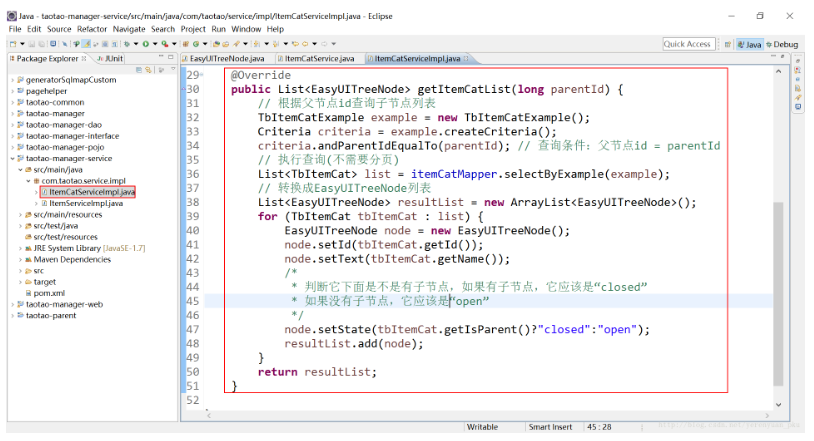 Java - taotao-manager-service/src/main/java/com/taotao/service/impl/ItemCatServiceImpl.java - Eclipse
File Edit Source Refactor Navigate Search Project Run Window Help
Quick Access
Java
Debug
Package Explorer
JUnit
EasyUITreeNode.java
ItemCatService.java
ItemCatServiceImpl.java
generatorSqlmapCustom
pagehelper
taotao-common
taotao-manager
taotao-manager-dao
taotao-manager-interface
taotao-manager-pojo
taotao-manager-service
src/main/java
com.taotao.service.impl
ItemCatServiceImpl.java
ItemServiceImpl.java
src/main/resources
src/test/java
src/test/resources
JRE System Library [JavaSE-1.7]
Maven Dependencies
src
target
pom.xml
taotao-manager-web
taotao-parent
29 @Override
30 public List<EasyUITreeNode> getItemCatList(long parentId) {
31 // 根据父节点id查询子节点列表
32 TbItemCatExample example = new TbItemCatExample();
33 Criteria criteria = example.createCriteria();
34 criteria.andParentIdEqualTo(parentId); // 查询条件：父节点id = parentId
35 // 执行查询(不需要分页)
36 List<TbItemCat> list = itemCatMapper.selectByExample(example);
37 // 转换成EasyUITreeNode列表
38 List<EasyUITreeNode> resultList = new ArrayList<EasyUITreeNode>();
39 for (TbItemCat tbItemCat : list) {
40 EasyUITreeNode node = new EasyUITreeNode();
41 node.setId(tbItemCat.getId());
42 node.setText(tbItemCat.getName());
43 /*
44 * 判断它下面是不是有子节点，如果有子节点，它应该是“closed”
45 * 如果没有子节点，它应该是“open”
46 */
47 node.setState(tbItemCat.getIsParent()?"closed":"open");
48 resultList.add(node);
49 }
50 return resultList;
51 }
52
Writable
Smart Insert
45 : 28